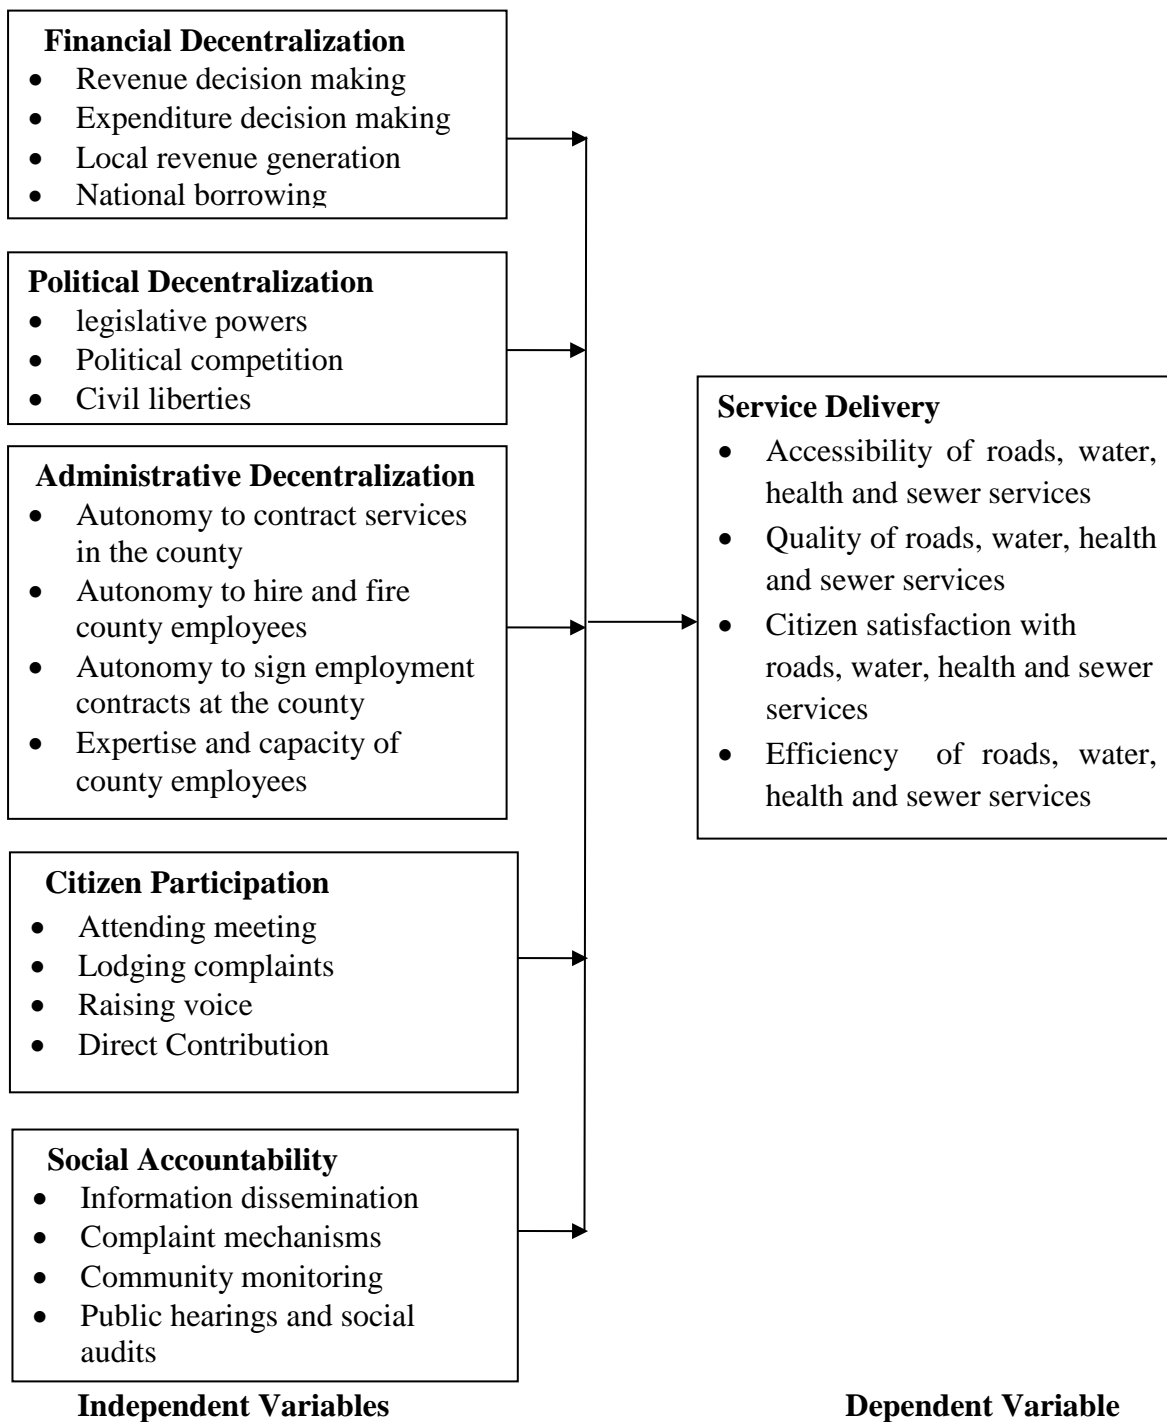 Financial Decentralization
• Revenue decision making
• Expenditure decision making
• Local revenue generation
• National borrowing
Political Decentralization
• legislative powers
• Political competition
• Civil liberties
Administrative Decentralization
• Autonomy to contract services
in the county
• Autonomy to hire and fire
county employees
• Autonomy to sign employment
contracts at the county
• Expertise and capacity of
county employees
Citizen Participation
• Attending meeting
• Lodging complaints
• Raising voice
• Direct Contribution
Social Accountability
• Information dissemination
• Complaint mechanisms
• Community monitoring
• Public hearings and social
audits
Independent Variables
Service Delivery
• Accessibility of roads, water,
health and sewer services
• Quality of roads, water, health
and sewer services
• Citizen satisfaction with
roads, water, health and sewer
services
• Efficiency of roads, water,
health and sewer services
Dependent Variable